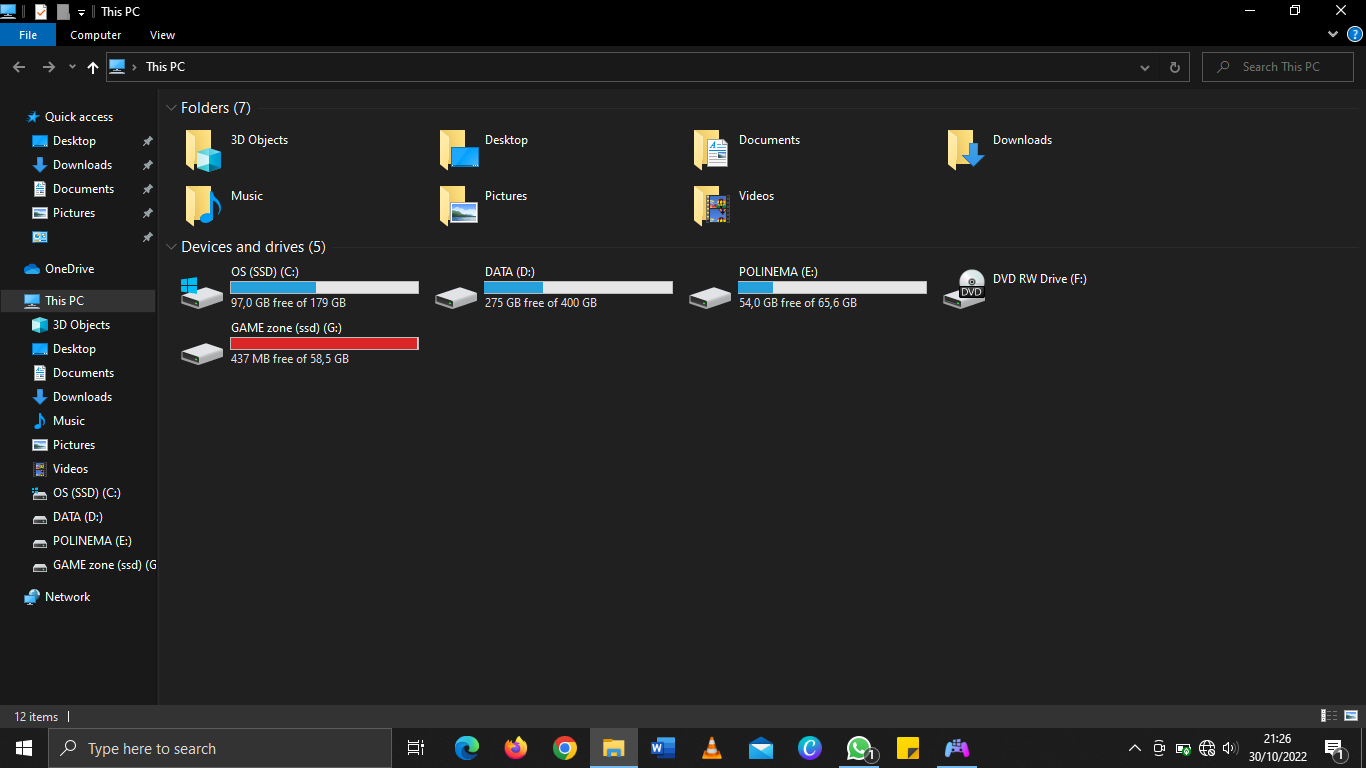 This PC
File Computer View
This PC
Search This PC
Quick access
Desktop
Downloads
Documents
Pictures
OneDrive
This PC
3D Objects
Desktop
Documents
Downloads
Music
Pictures
Videos
OS (SSD) (C:)
DATA (D:)
POLINEMA (E:)
GAME zone (ssd) (G
Network
Folders (7)
3D Objects
Desktop
Documents
Downloads
Music
Pictures
Videos
Devices and drives (5)
OS (SSD) (C:)
97,0 GB free of 179 GB
DATA (D:)
275 GB free of 400 GB
POLINEMA (E:)
54,0 GB free of 65,6 GB
DVD RW Drive (F:)
DVD
GAME zone (ssd) (G:)
437 MB free of 58,5 GB
12 items
Type here to search
1
21:26
30/10/2022
1